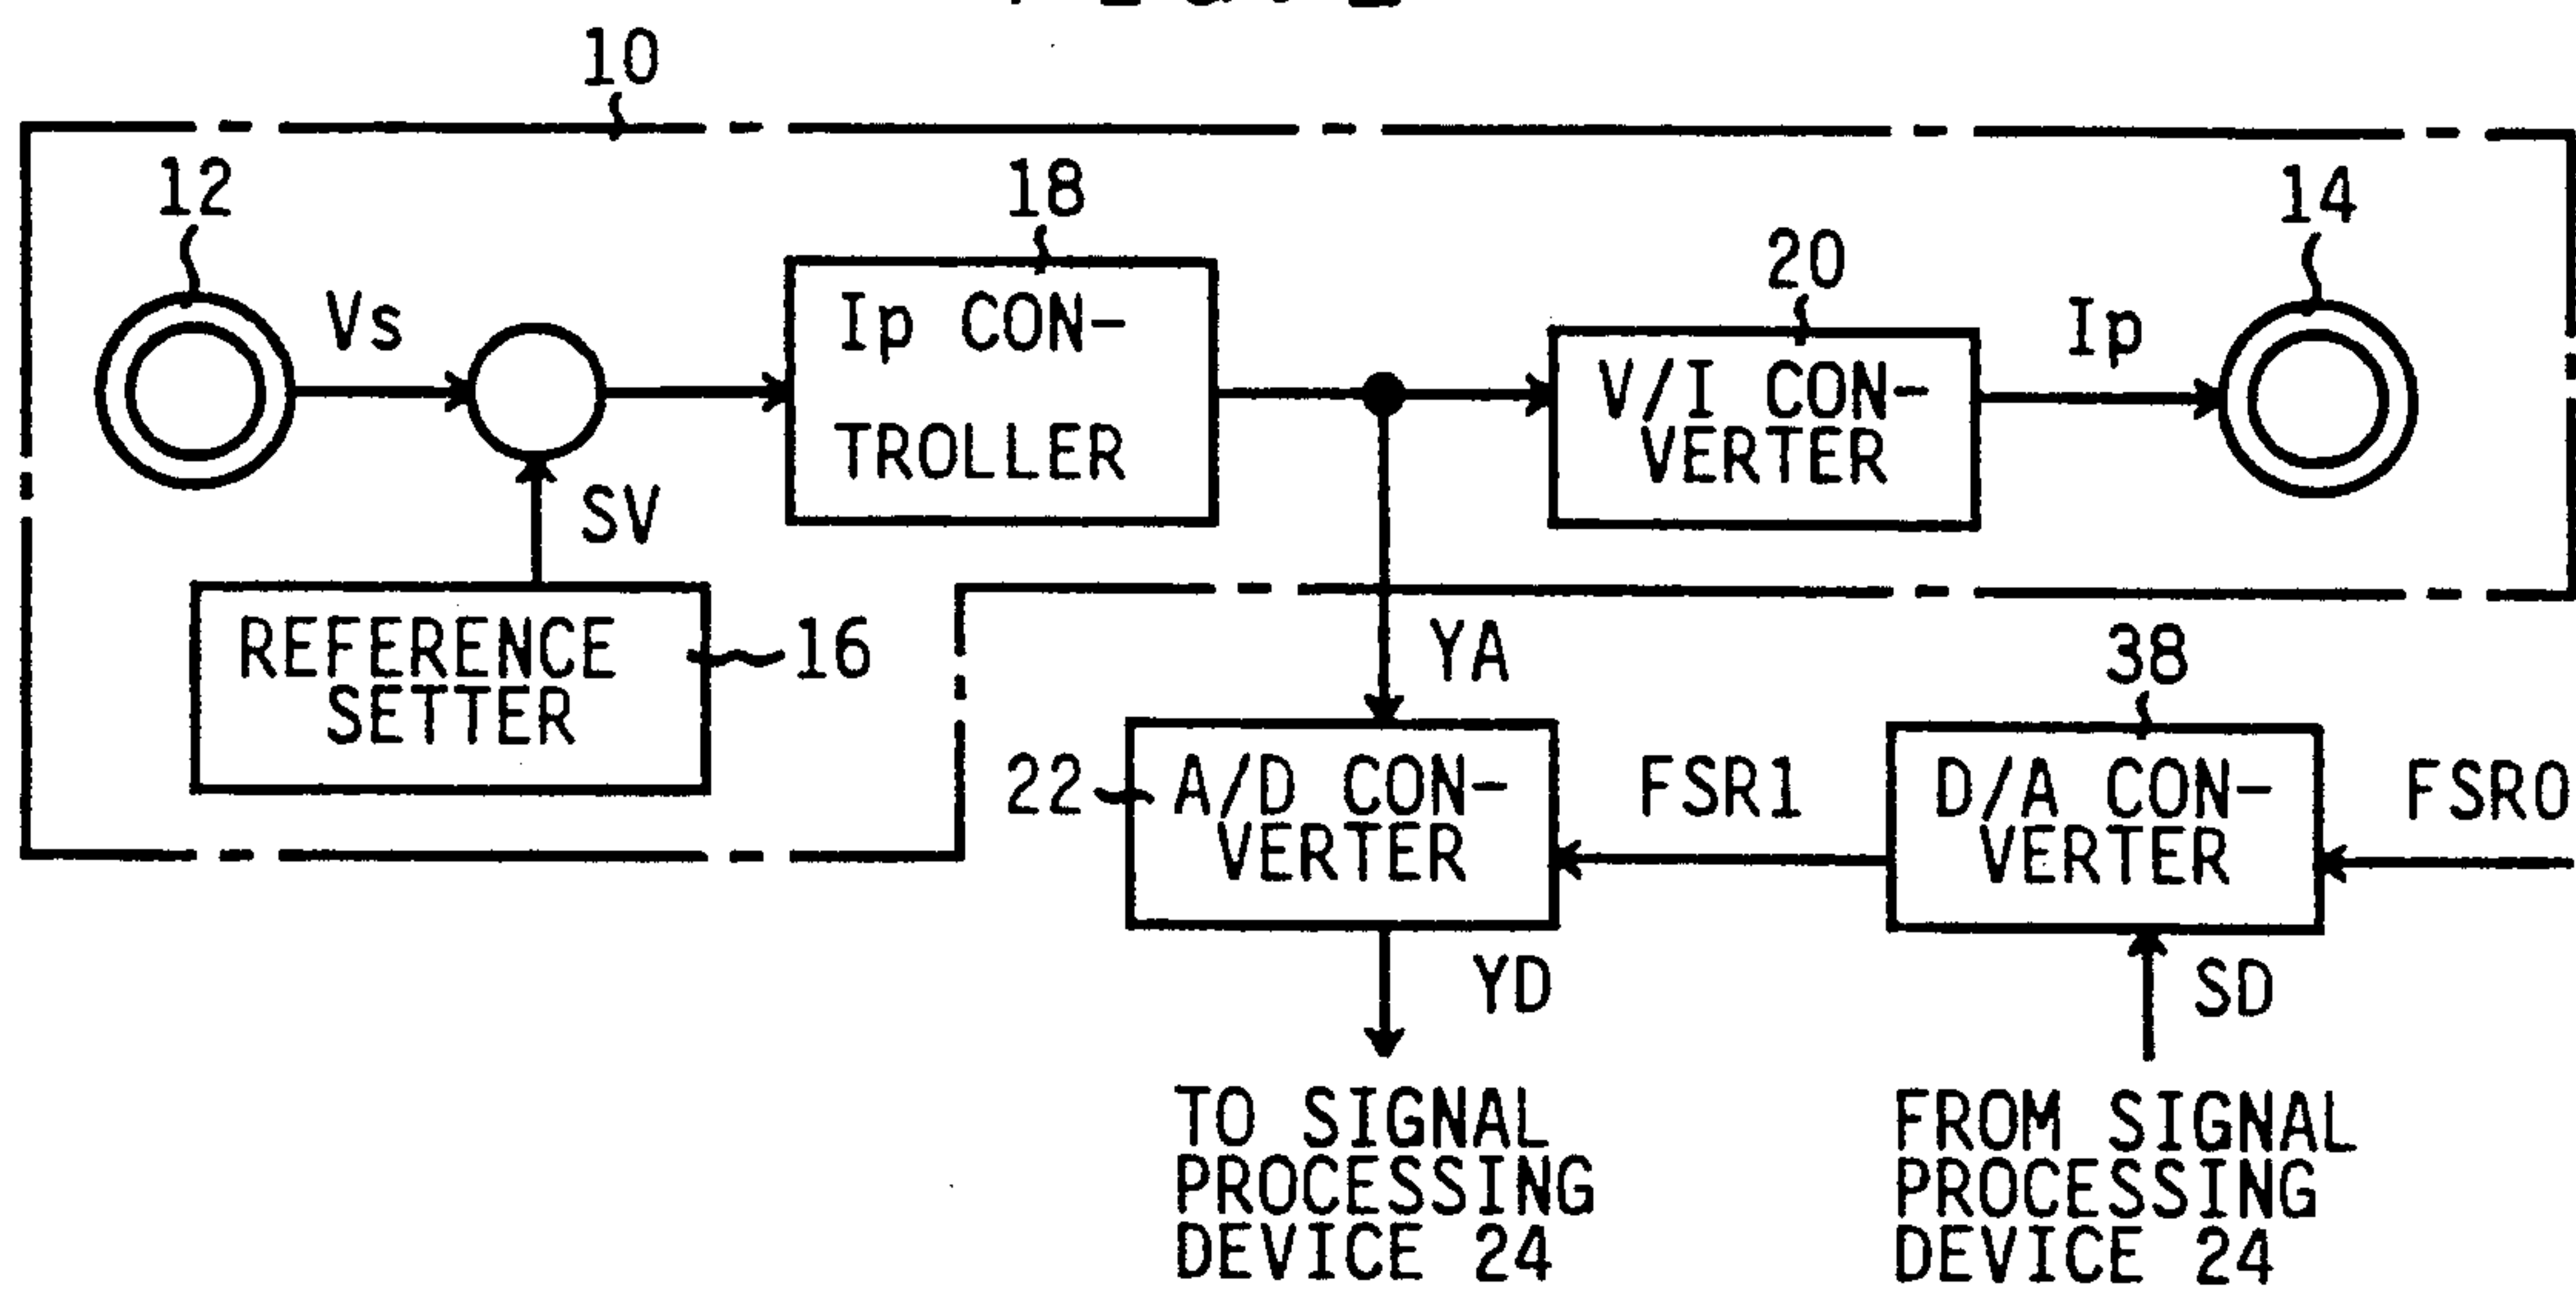 10
12
18
14
20
Vs
Ip CON-
TROLLER
V/I CON-
VERTER
Ip
SV
REFERENCE
SETTER
16
YA
38
22
A/D CON-
VERTER
FSR1
D/A CON-
VERTER
FSR0
YD
SD
TO SIGNAL
PROCESSING
DEVICE 24
FROM SIGNAL
PROCESSING
DEVICE 24